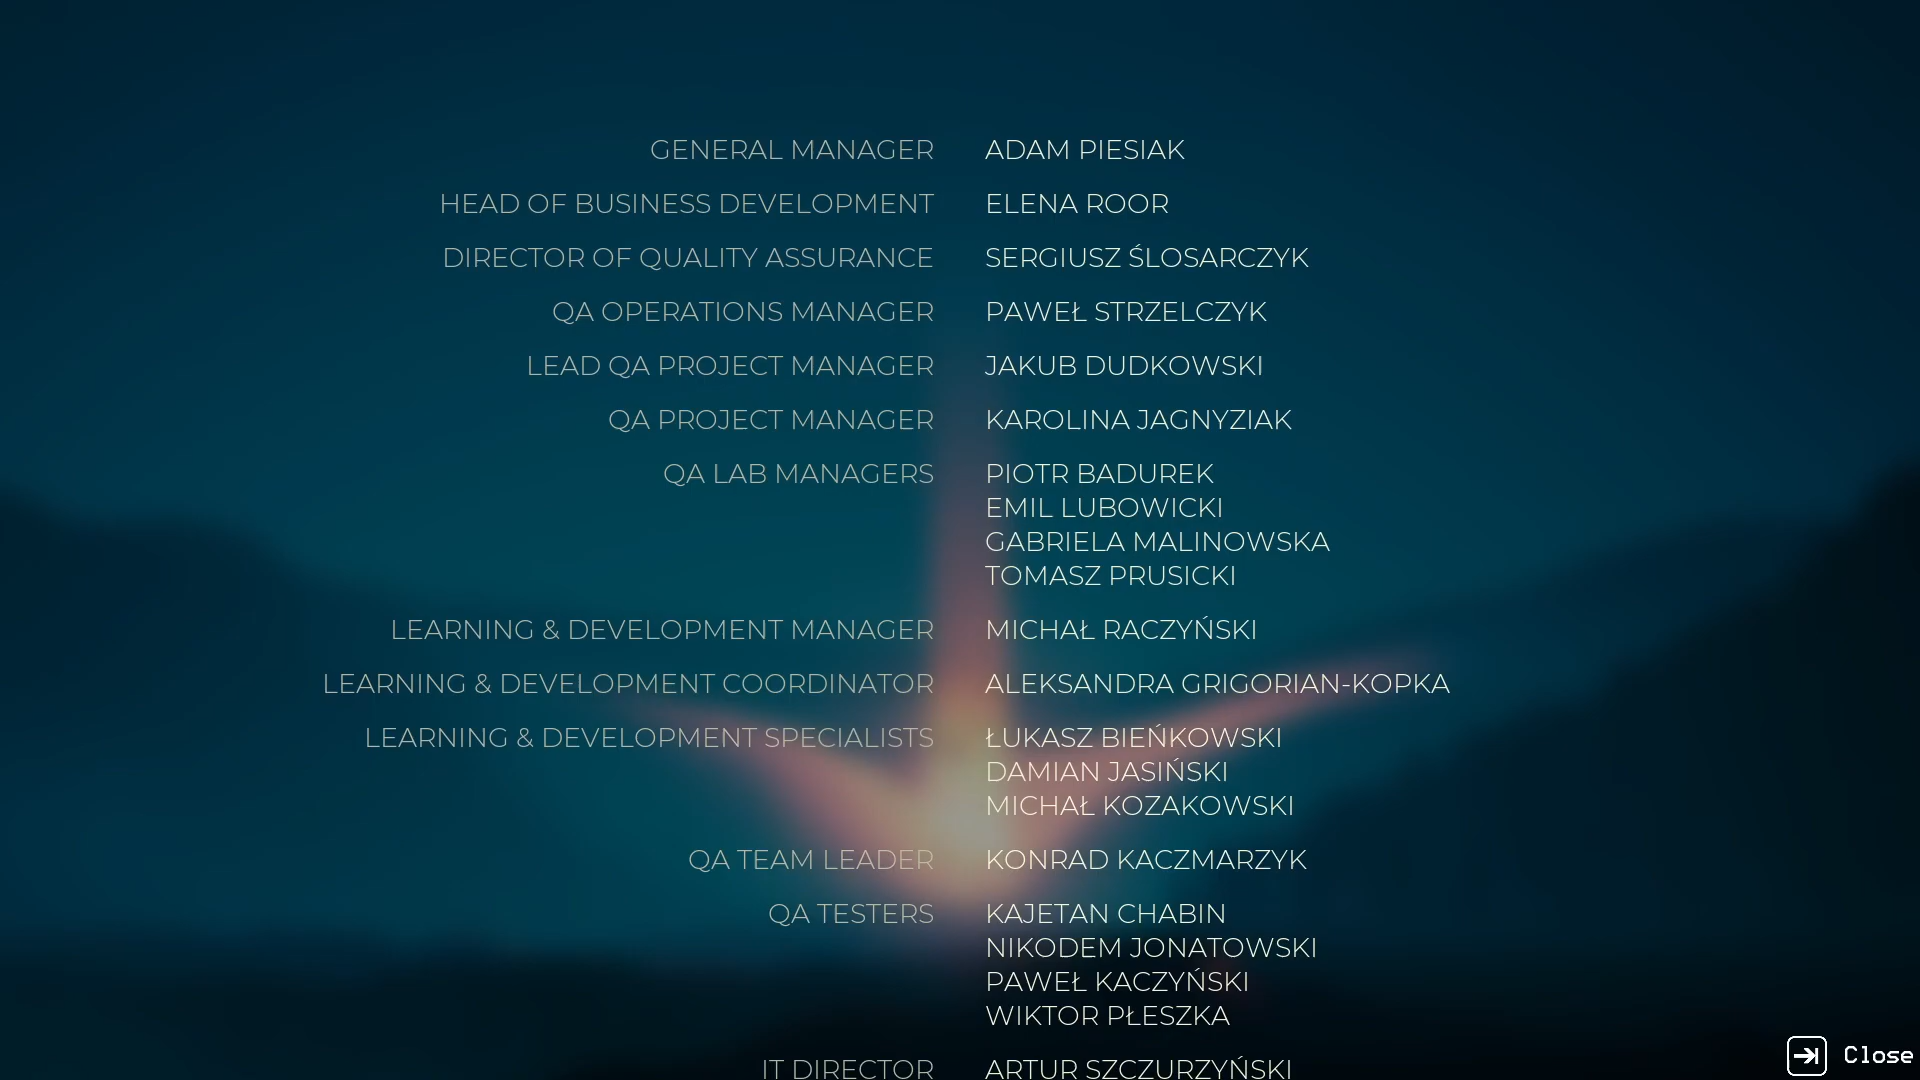 GENERAL MANAGER ADAM PIESIAK
HEAD OF BUSINESS DEVELOPMENT ELENA ROOR
DIRECTOR OF QUALITY ASSURANCE SERGIUSZ ŚLOSARCZYK
QA OPERATIONS MANAGER PAWEŁ STRZELCZYK
LEAD QA PROJECT MANAGER JAKUB DUDKOWSKI
QA PROJECT MANAGER KAROLINA JAGNYZIAK
QA LAB MANAGERS PIOTR BADUREK
EMIL LUBOWICKI
GABRIELA MALINOWSKA
TOMASZ PRUSICKI
LEARNING & DEVELOPMENT MANAGER MICHAŁ RACZYŃSKI
LEARNING & DEVELOPMENT COORDINATOR ALEKSANDRA GRIGORIAN-KOPKA
LEARNING & DEVELOPMENT SPECIALISTS ŁUKASZ BIEŃKOWSKI
DAMIAN JASIŃSKI
MICHAŁ KOZAKOWSKI
QA TEAM LEADER KONRAD KACZMARZYK
QA TESTERS KAJETAN CHABIN
NIKODEM JONATOWSKI
PAWEŁ KACZYŃSKI
WIKTOR PŁESZKA
IT DIRECTOR ARTUR SZCZURZYŃSKI
Close